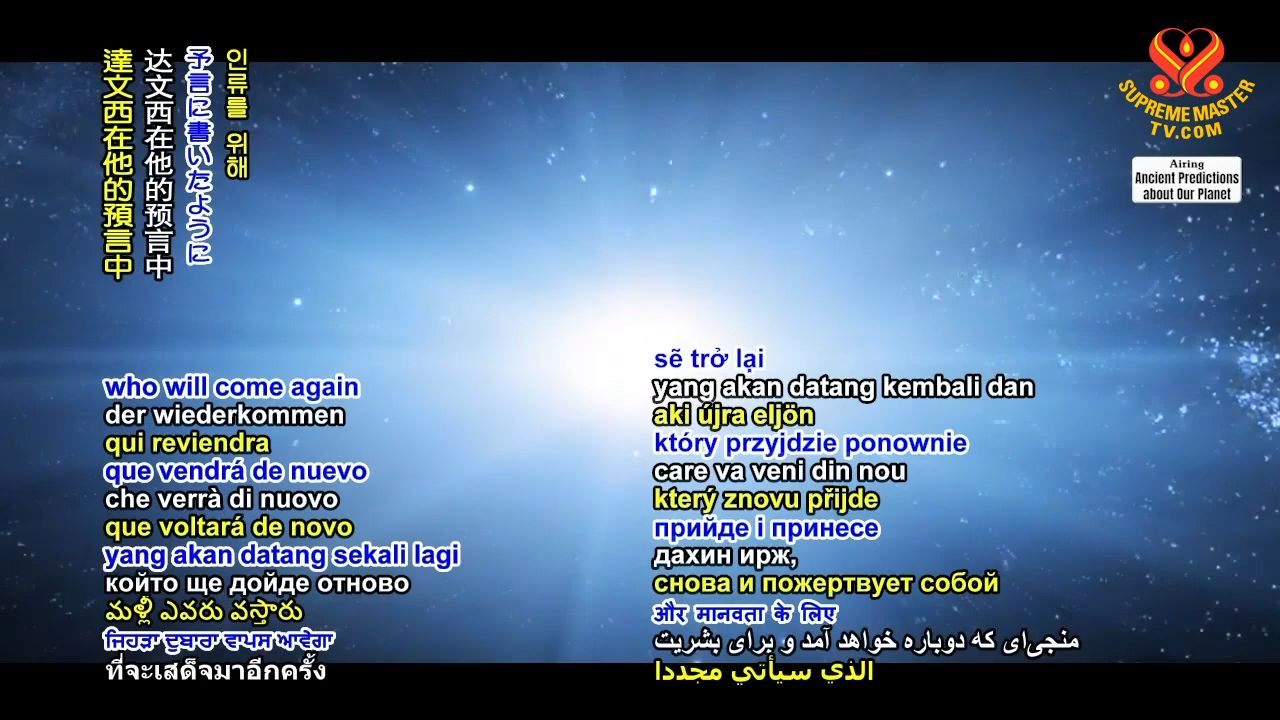 達文西在他的預言中
达文西在他的预言中
予言に書いたように
인류를 위해
SUPREME MASTER
TV.COM
Airing
Ancient Predictions
about Our Planet
who will come again
der wiederkommen
qui reviendra
que vendrá de nuevo
che verrà di nuovo
que voltará de novo
yang akan datang sekali lagi
който ще дойде отново
మళ్లీ ఎవరు వస్తారు
ਜਿਹੜਾ ਦੁਬਾਰਾ ਵਾਪਸ ਆਵੇਗਾ
ที่จะเสด็จมาอีกครั้ง
sẽ trở lại
yang akan datang kembali dan
aki újra eljön
który przyjdzie ponownie
care va veni din nou
který znovu přijde
прийде і принесе
дахин ирж,
снова и пожертвует собой
और मानवता के लिए
منجی‌ای که دوباره خواهد آمد و برای بشریت
الذي سيأتي مجددا